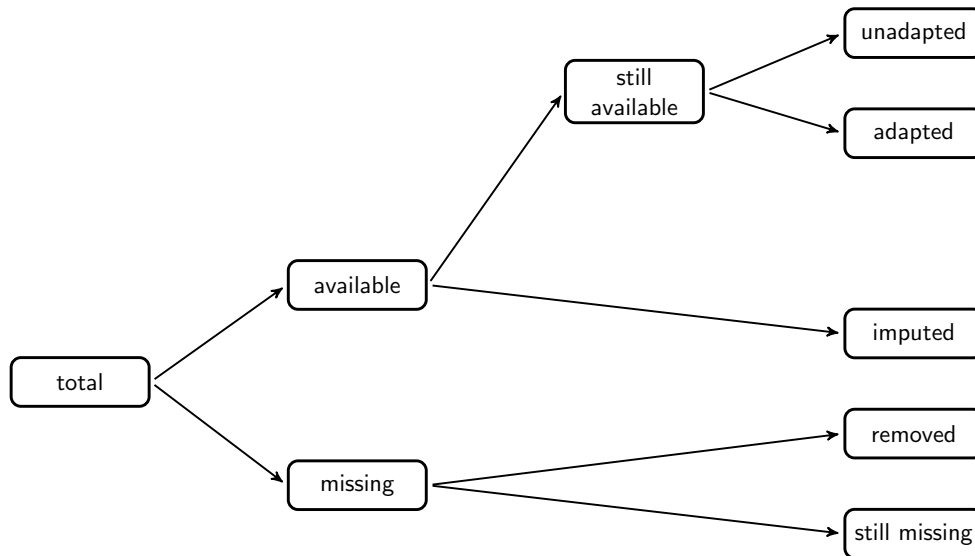 unadapted
still
available
adapted
available
imputed
total
removed
missing
still missing